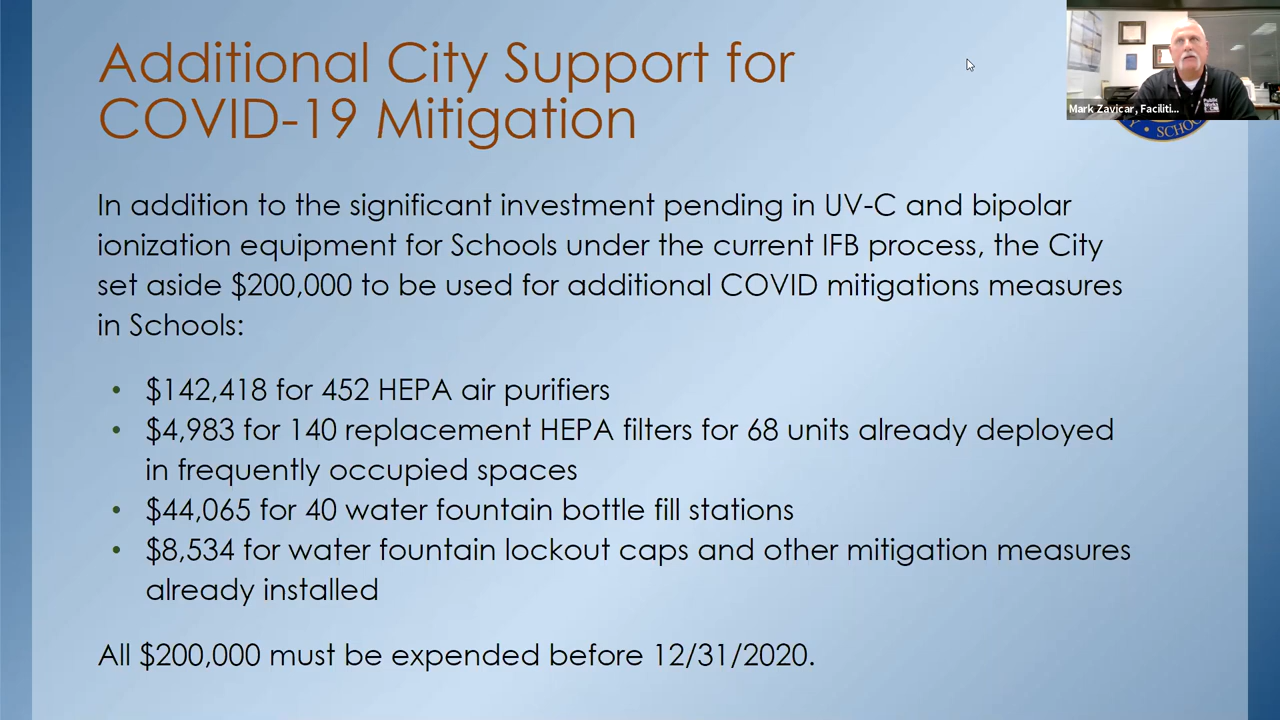 Additional City Support for
COVID-19 Mitigation
Mark Zavicar, Faciliti...
SCHO
In addition to the significant investment pending in UV-C and bipolar
ionization equipment for Schools under the current IFB process, the City
set aside $200,000 to be used for additional COVID mitigations measures
in Schools:
• $142,418 for 452 HEPA air purifiers
• $4,983 for 140 replacement HEPA filters for 68 units already deployed
in frequently occupied spaces
• $44,065 for 40 water fountain bottle fill stations
• $8,534 for water fountain lockout caps and other mitigation measures
already installed
All $200,000 must be expended before 12/31/2020.